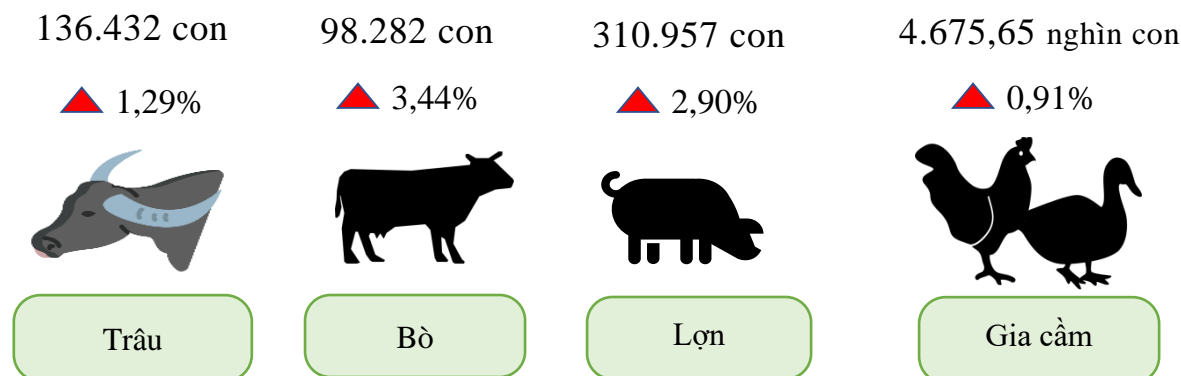 136.432 con
98.282 con
310.957 con
4.675,65 nghìn con
1,29%
3,44%
2,90%
0,91%
Trâu
Bò
Lợn
Gia cầm